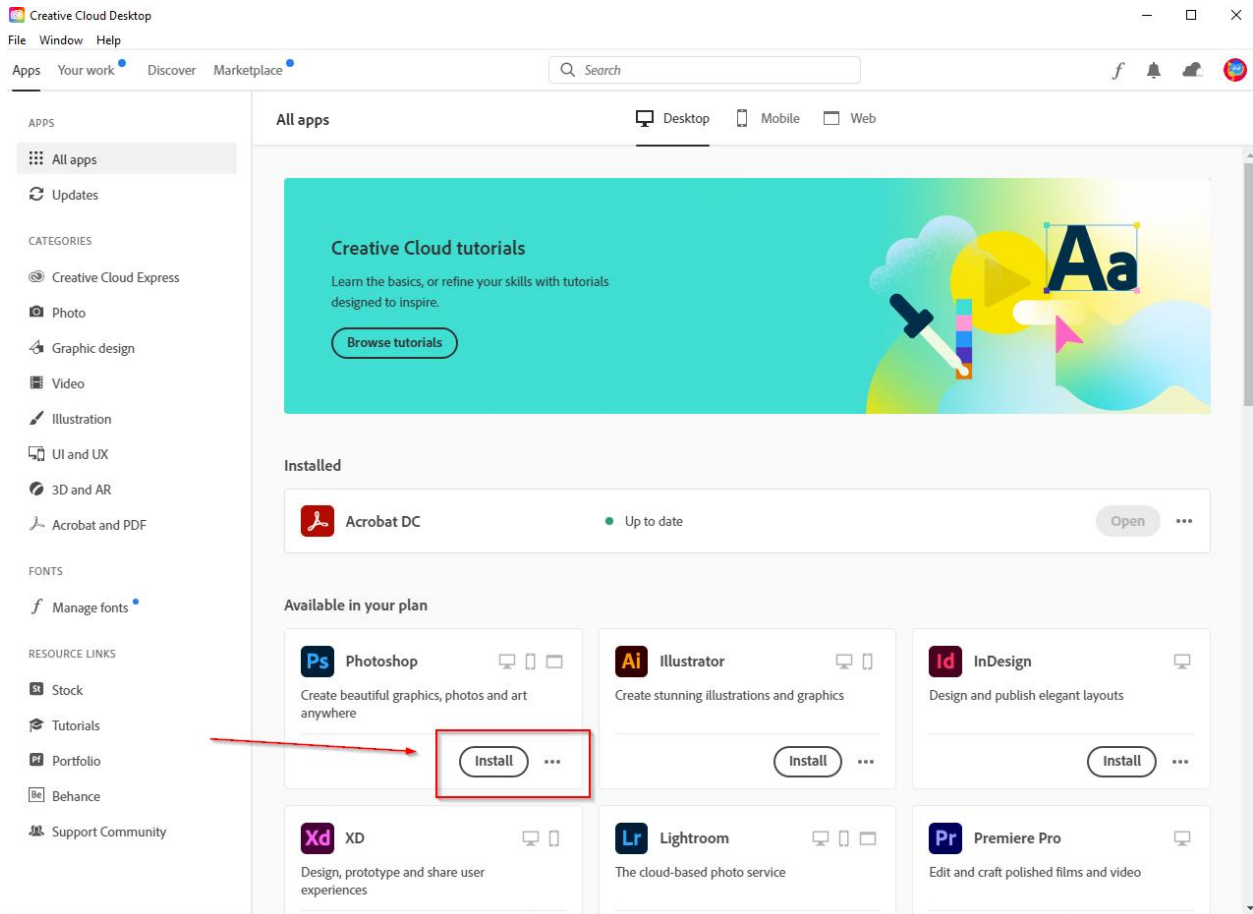 Creative Cloud Desktop
File Window Help
Apps Your work Discover Marketplace Search f
APPS
All apps
Updates
CATEGORIES
Creative Cloud Express
Photo
Graphic design
Video
Illustration
UI and UX
3D and AR
Acrobat and PDF
FONTS
f Manage fonts
RESOURCE LINKS
St Stock
Tutorials
Pf Portfolio
Be Behance
Support Community
All apps Desktop Mobile Web
Creative Cloud tutorials
Learn the basics, or refine your skills with tutorials
designed to inspire.
Browse tutorials
Aa
Installed
Acrobat DC Up to date Open •••
Available in your plan
Ps Photoshop
Create beautiful graphics, photos and art
anywhere
Install •••
Ai Illustrator
Create stunning illustrations and graphics
Install •••
Id InDesign
Design and publish elegant layouts
Install •••
Xd XD
Design, prototype and share user
experiences
Lr Lightroom
The cloud-based photo service
Pr Premiere Pro
Edit and craft polished films and video